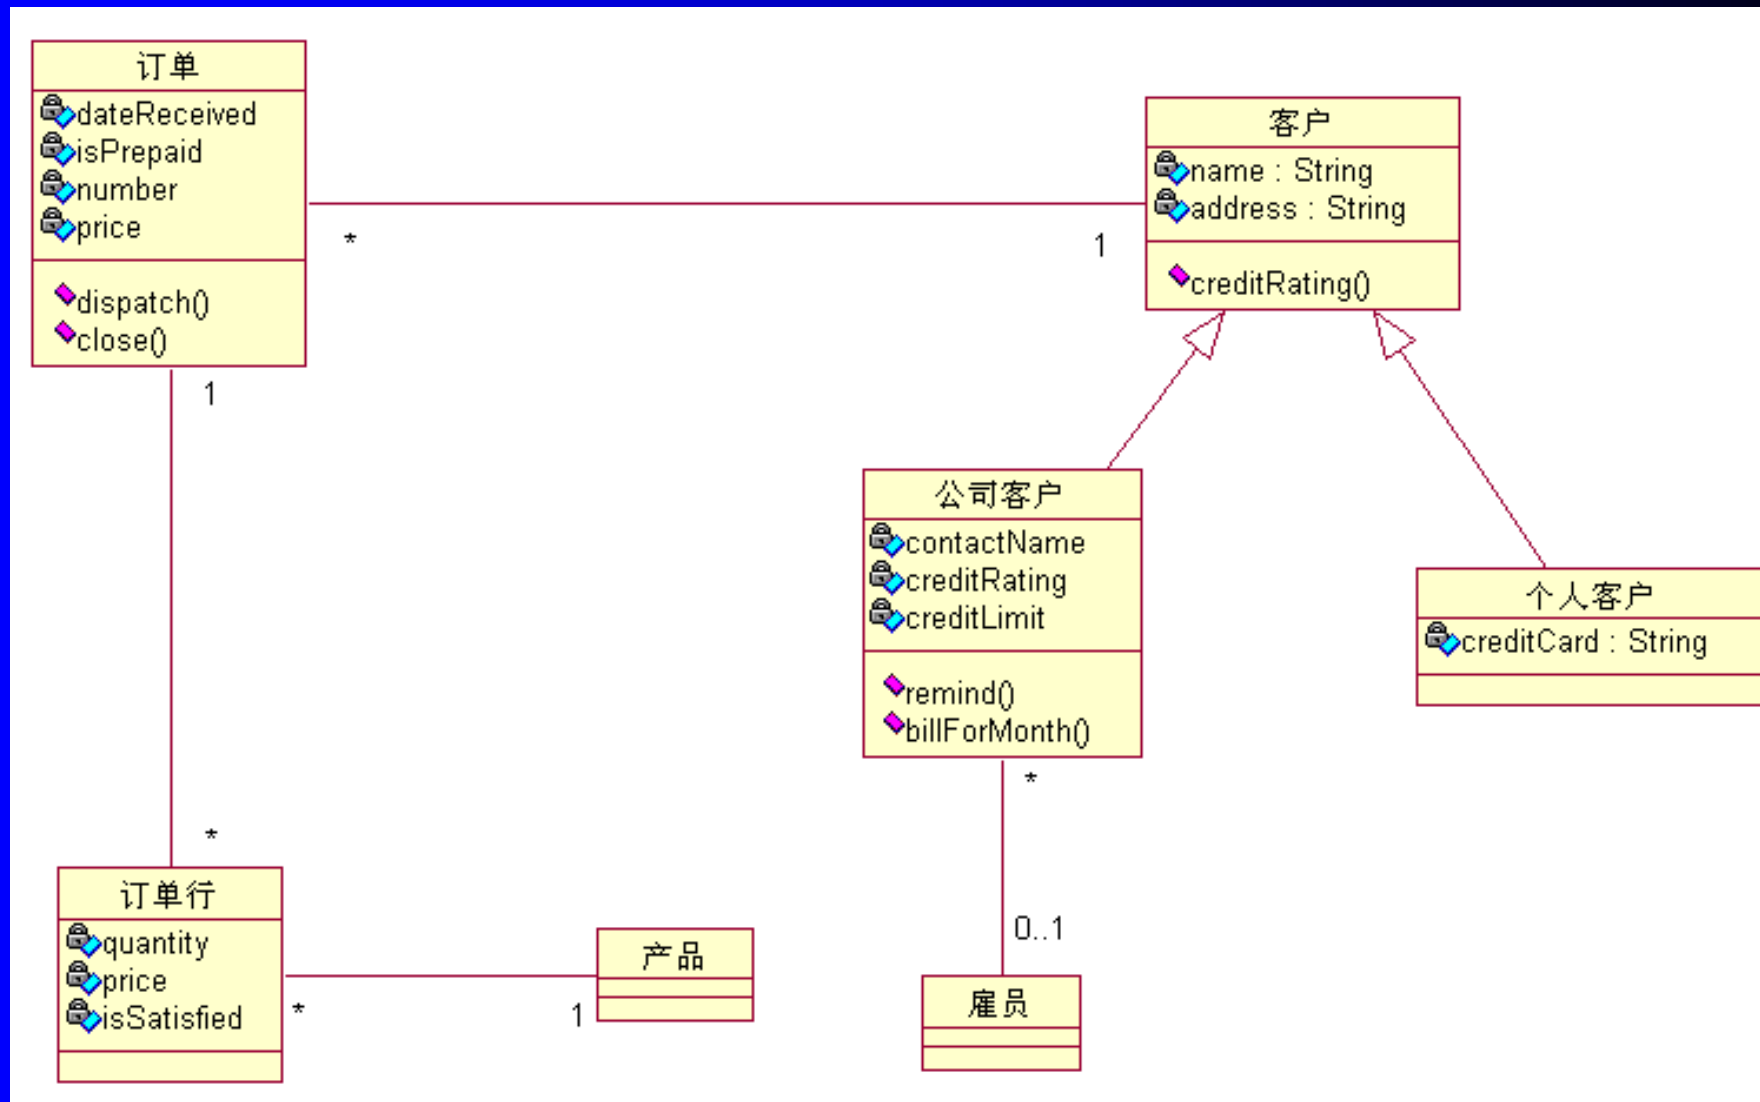 订单
dateReceived
isPrepaid
number
price
dispatch()
close()
1
*
*
1
客户
name : String
address : String
creditRating()
公司客户
contactName
creditRating
creditLimit
remind()
billForMonth()
*
0..1
雇员
个人客户
creditCard : String
订单行
quantity
price
isSatisfied
*
1
产品